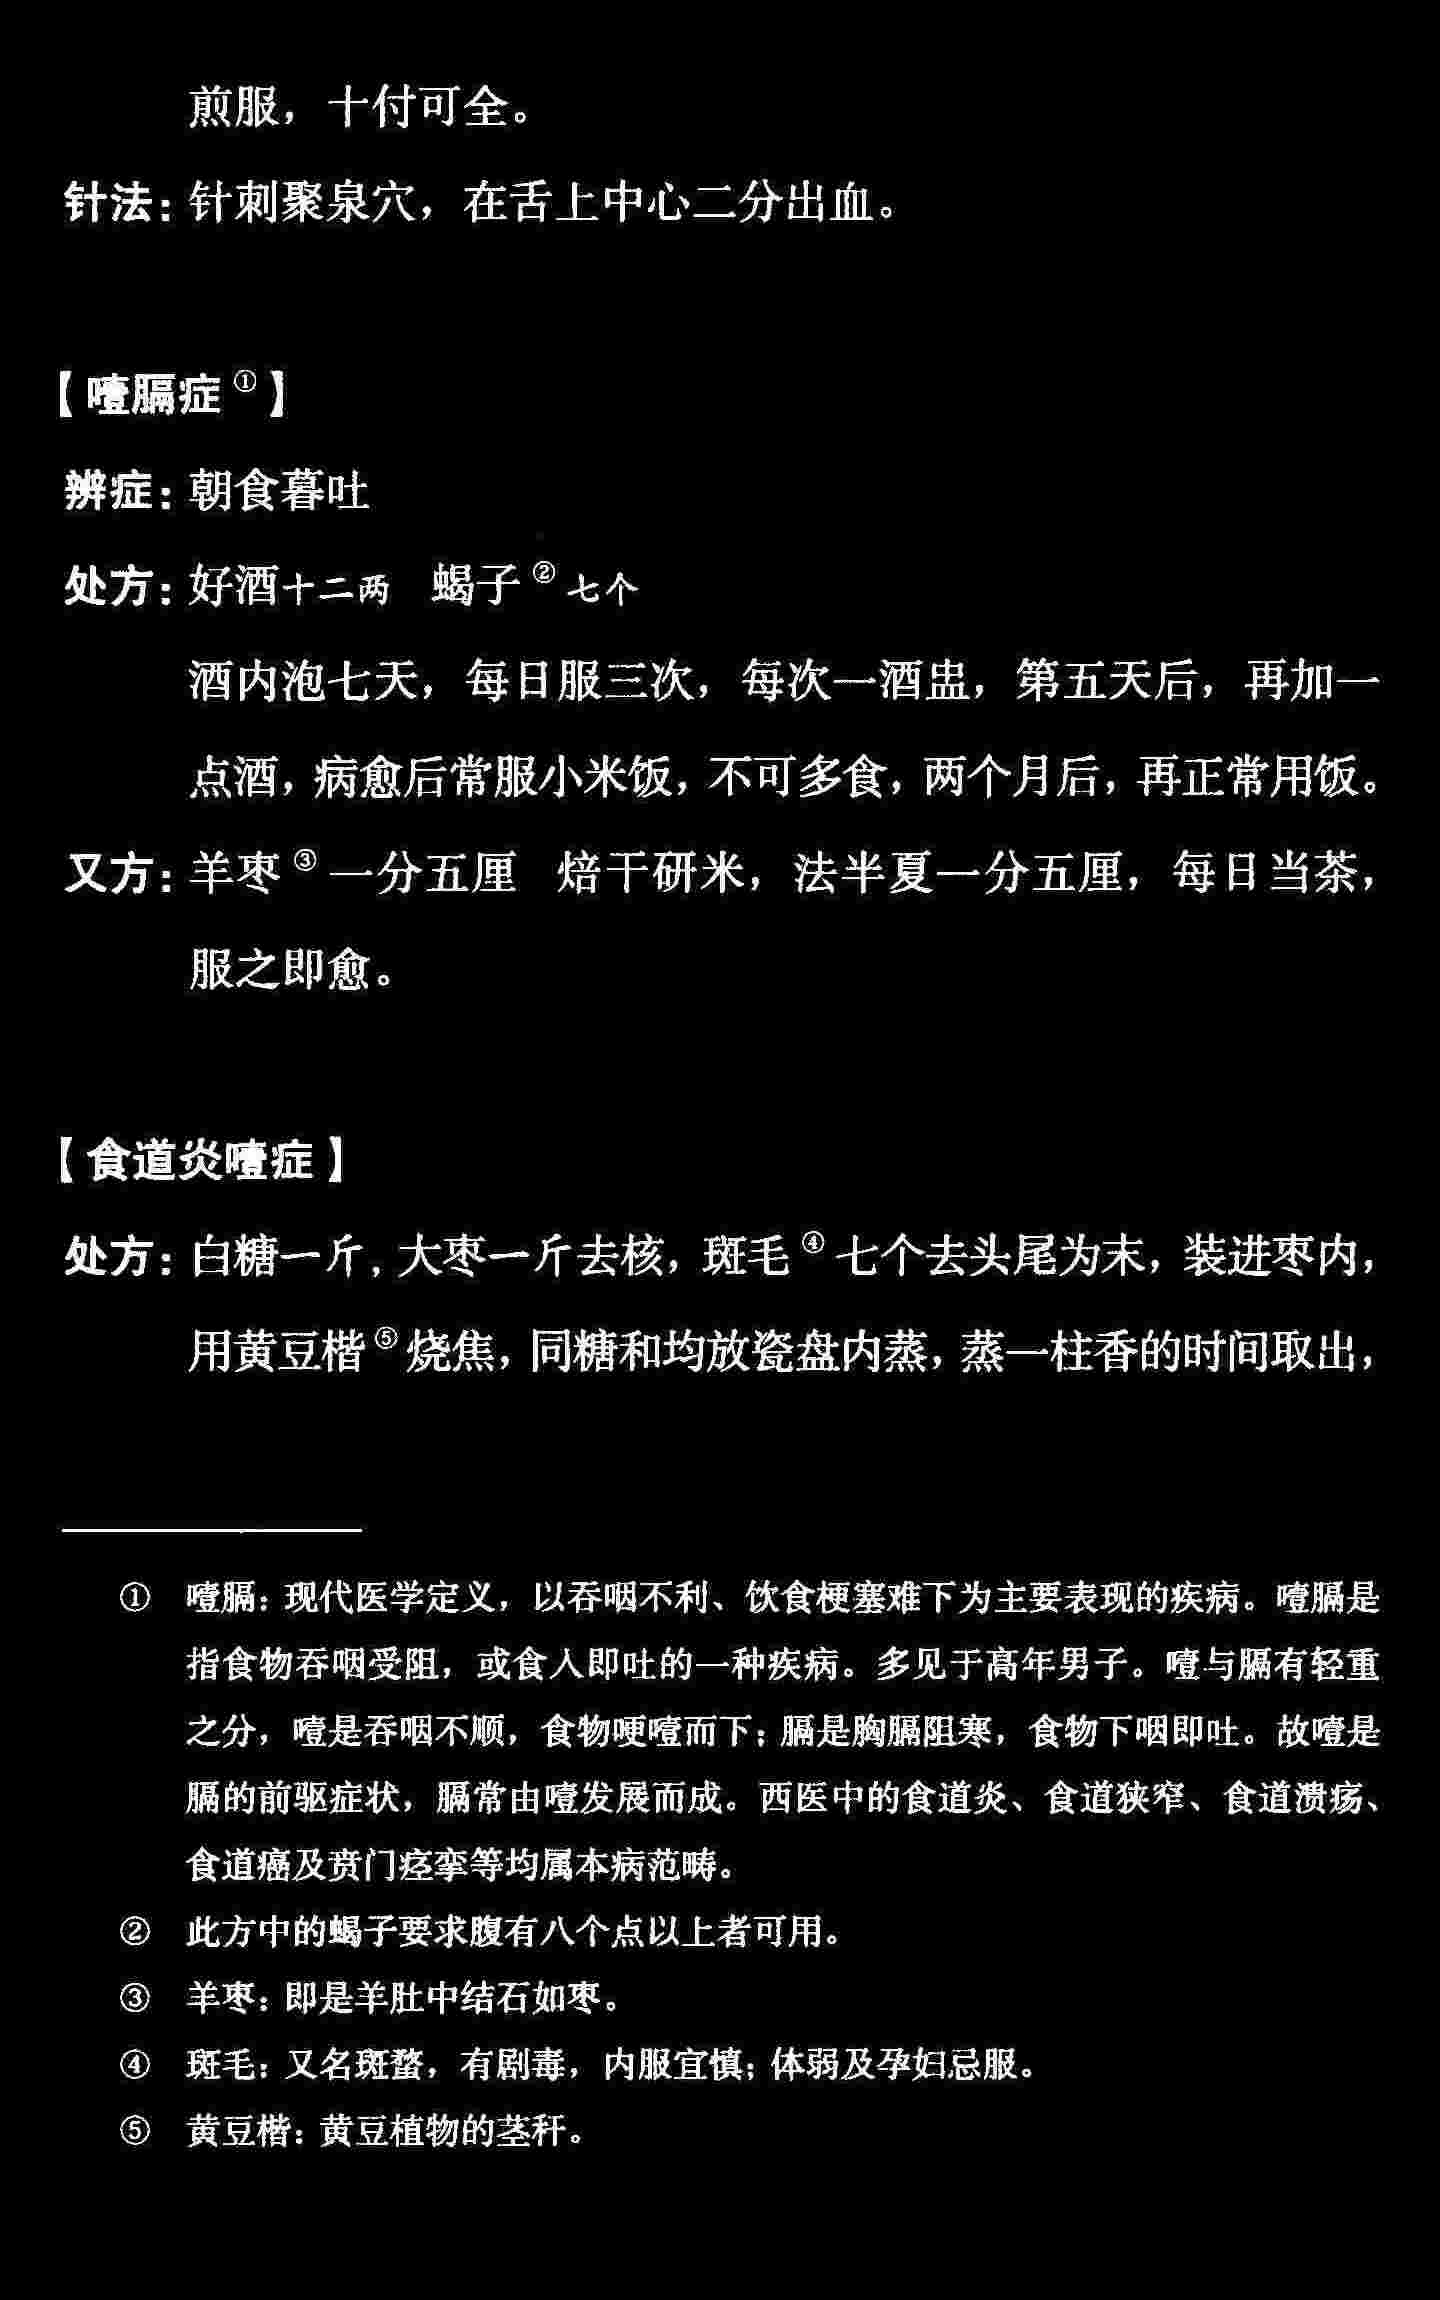 煎服，十付可全。
针法：针刺聚泉穴，在舌上中心二分出血。
【噎膈症①】
辨症：朝食暮吐
处方：好酒十二两　蝎子②七个
酒内泡七天，每日服三次，每次一酒盅，第五天后，再加一
点酒，病愈后常服小米饭，不可多食，两个月后，再正常用饭。
又方：羊枣③一分五厘　焙干研米，法半夏一分五厘，每日当茶，
服之即愈。
【食道炎噎症】
处方：白糖一斤，大枣一斤去核，斑毛④七个去头尾为末，装进枣内，
用黄豆楷⑤烧焦，同糖和均放瓷盘内蒸，蒸一柱香的时间取出，
① 噎膈：现代医学定义，以吞咽不利、饮食梗塞难下为主要表现的疾病。噎膈是
指食物吞咽受阻，或食入即吐的一种疾病。多见于高年男子。噎与膈有轻重
之分，噎是吞咽不顺，食物哽噎而下；膈是胸膈阻寒，食物下咽即吐。故噎是
膈的前驱症状，膈常由噎发展而成。西医中的食道炎、食道狭窄、食道溃疡、
食道癌及贲门痉挛等均属本病范畴。
② 此方中的蝎子要求腹有八个点以上者可用。
③ 羊枣：即是羊肚中结石如枣。
④ 斑毛：又名斑蝥，有剧毒，内服宜慎；体弱及孕妇忌服。
⑤ 黄豆楷：黄豆植物的茎秆。